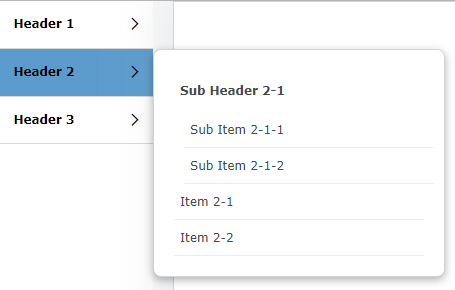 Header 1
Header 2
Header 3
Sub Header 2-1
Sub Item 2-1-1
Sub Item 2-1-2
Item 2-1
Item 2-2